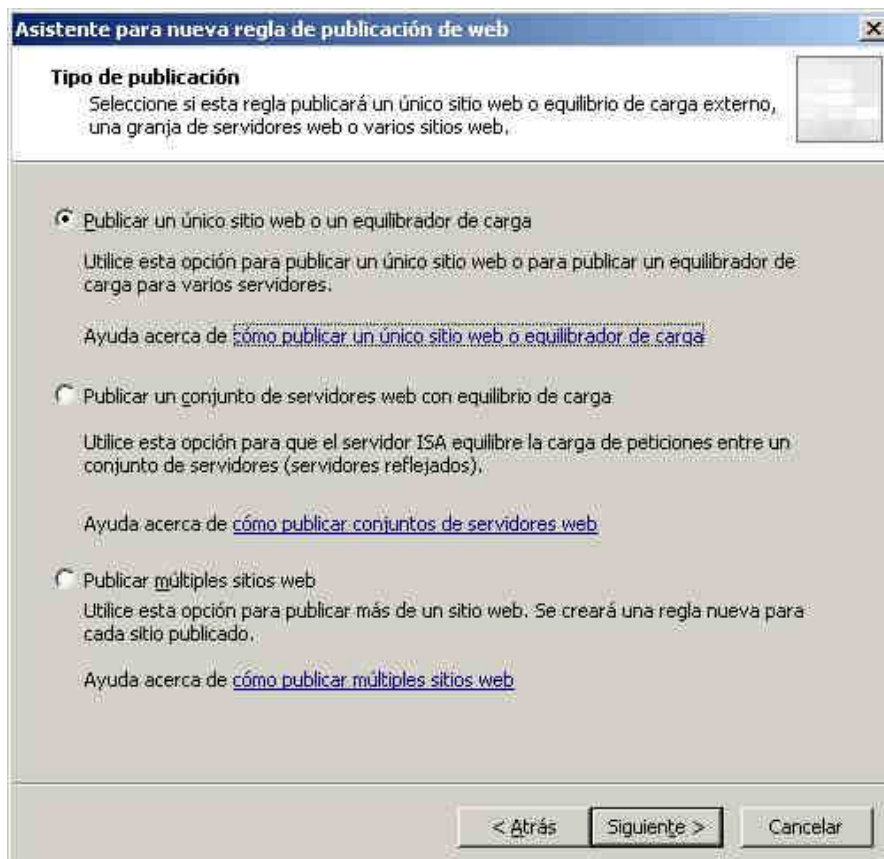 Asistente para nueva regla de publicación de web
Tipo de publicación
Seleccione si esta regla publicará un único sitio web o equilibrio de carga externo,
una granja de servidores web o varios sitios web.
Publicar un único sitio web o un equilibrador de carga
Utilice esta opción para publicar un único sitio web o para publicar un equilibrador de
carga para varios servidores.
Ayuda acerca de cómo publicar un único sitio web o equilibrador de carga
Publicar un conjunto de servidores web con equilibrio de carga
Utilice esta opción para que el servidor ISA equilibre la carga de peticiones entre un
conjunto de servidores (servidores reflejados).
Ayuda acerca de cómo publicar conjuntos de servidores web
Publicar múltiples sitios web
Utilice esta opción para publicar más de un sitio web. Se creará una regla nueva para
cada sitio publicado.
Ayuda acerca de cómo publicar múltiples sitios web
< Atrás Siguiente > Cancelar